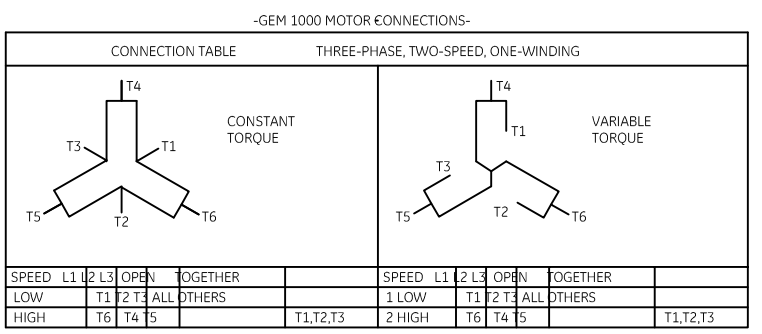 -GEM 1000 MOTOR CONNECTIONS-
CONNECTION TABLE THREE-PHASE, TWO-SPEED, ONE-WINDING
T4
CONSTANT
TORQUE
T3 T1
T5 T2 T6
T4
VARIABLE
TORQUE
T1
T3
T5 T2 T6
SPEED L1 L2 L3 OPEN TOGETHER
LOW T1 T2 T3 ALL OTHERS
HIGH T6 T4 T5 T1,T2,T3
SPEED L1 L2 L3 OPEN TOGETHER
1 LOW T1 T2 T3 ALL OTHERS
2 HIGH T6 T4 T5 T1,T2,T3